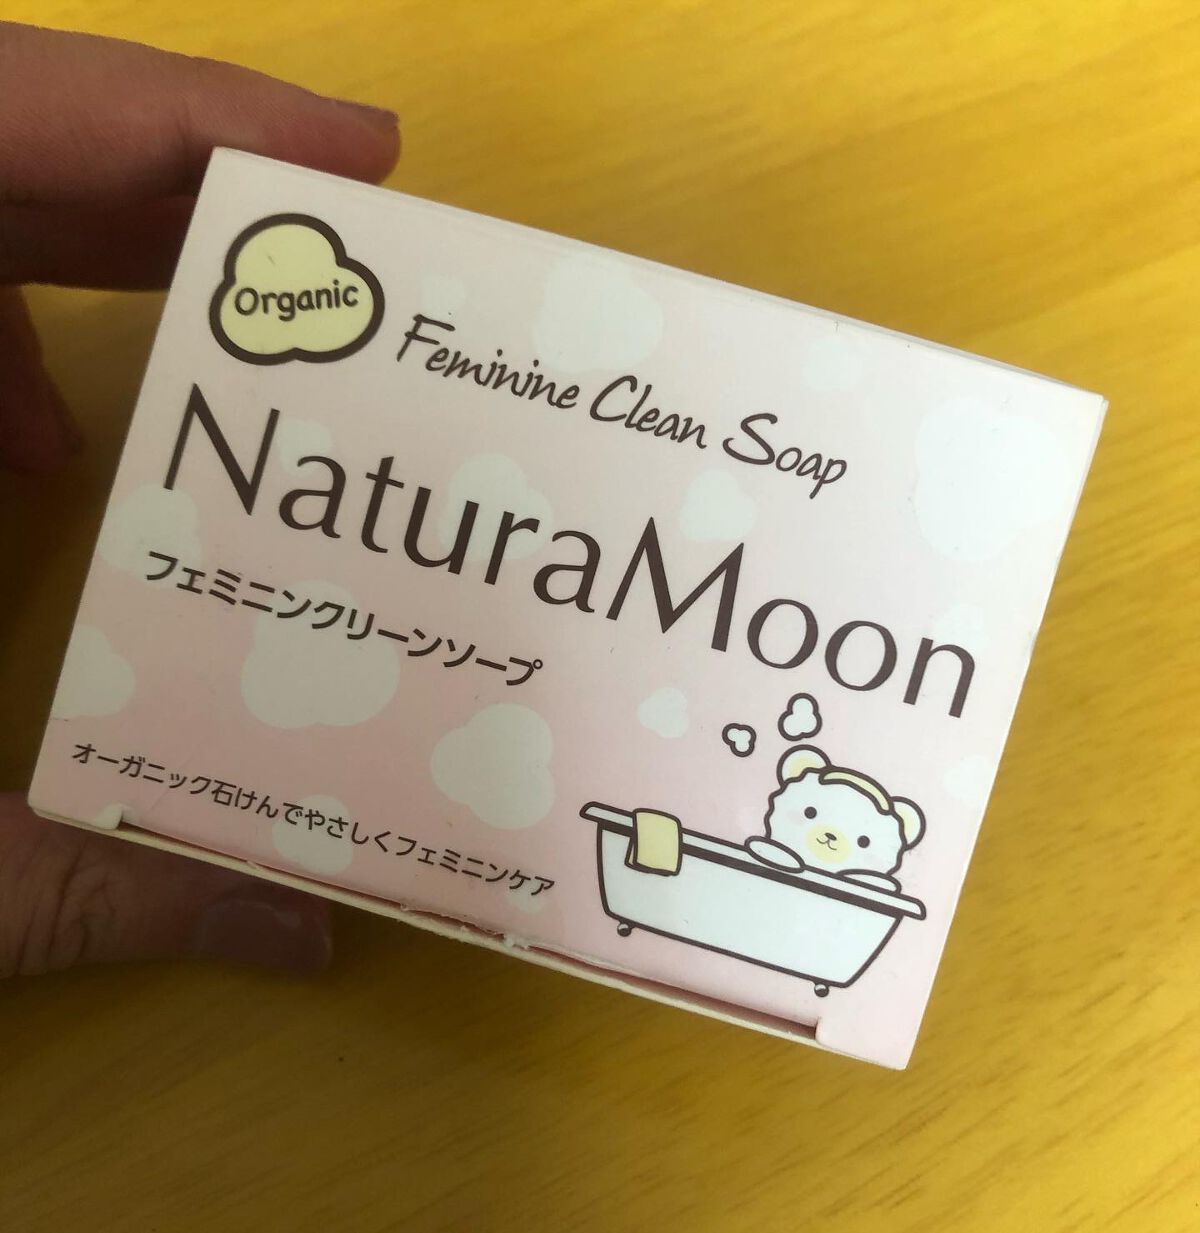 Organic
Feminine Clean Soap
NaturaMoon
フェミニンクリーンソープ
オーガニック石けんでやさしくフェミニンケア